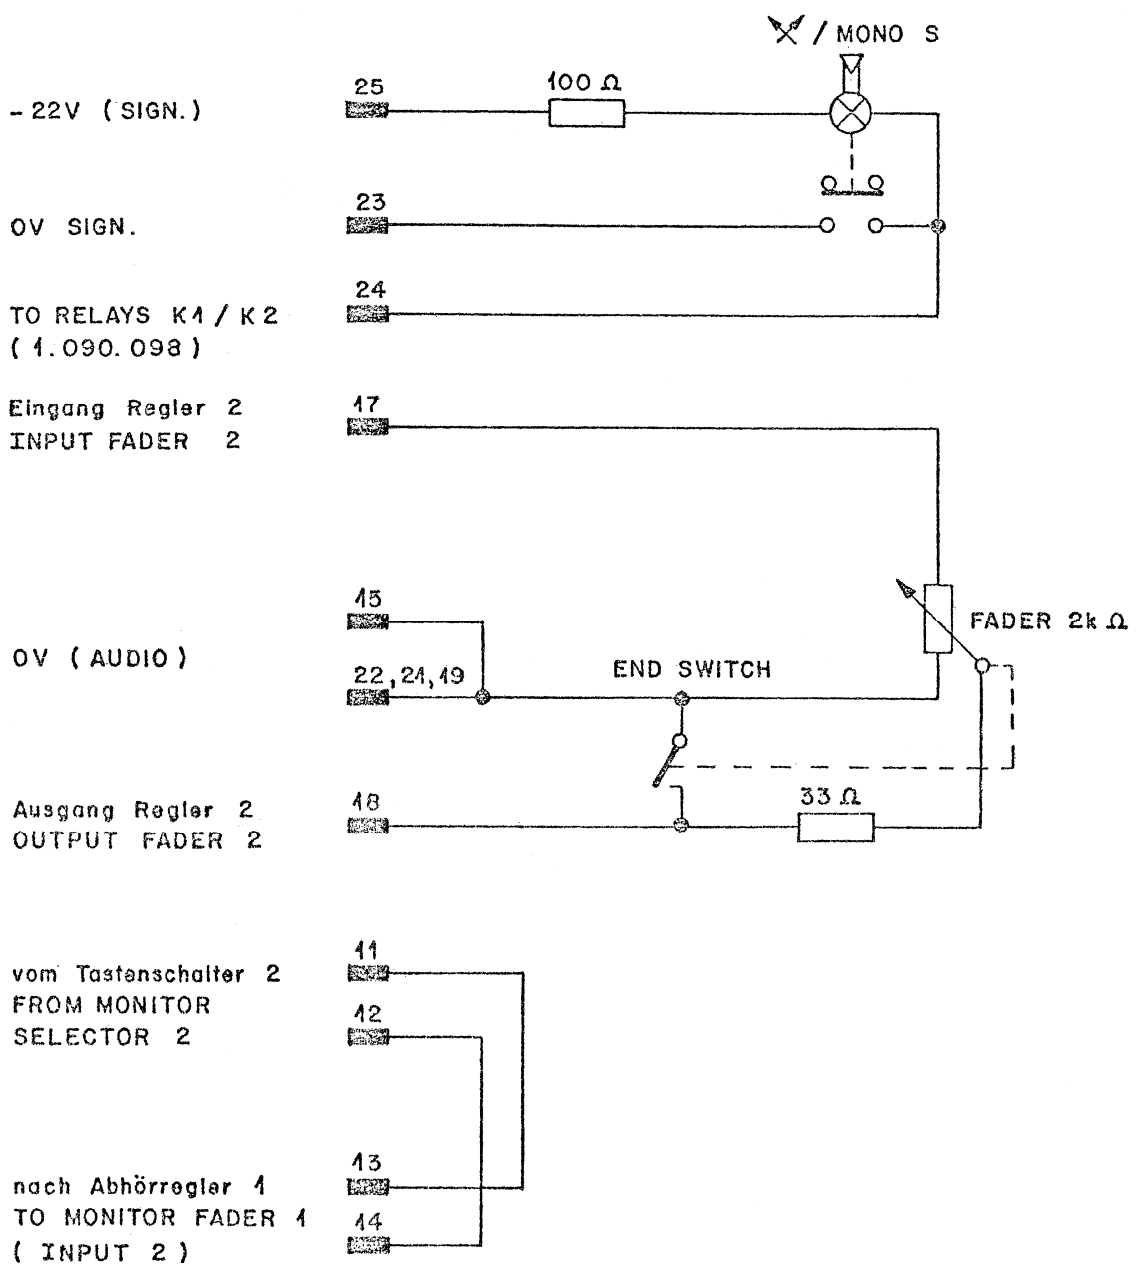 / MONO S
25
100 Ω
- 22V ( SIGN. )
23
0V SIGN.
24
TO RELAYS K1 / K2
( 1.090.098 )
Eingang Regler 2
17
INPUT FADER 2
15
FADER 2k Ω
0V ( AUDIO )
22, 21, 19
END SWITCH
Ausgang Regler 2
18
33 Ω
OUTPUT FADER 2
11
vom Tastenschalter 2
FROM MONITOR
12
SELECTOR 2
13
nach Abhörregler 1
TO MONITOR FADER 1
14
( INPUT 2 )